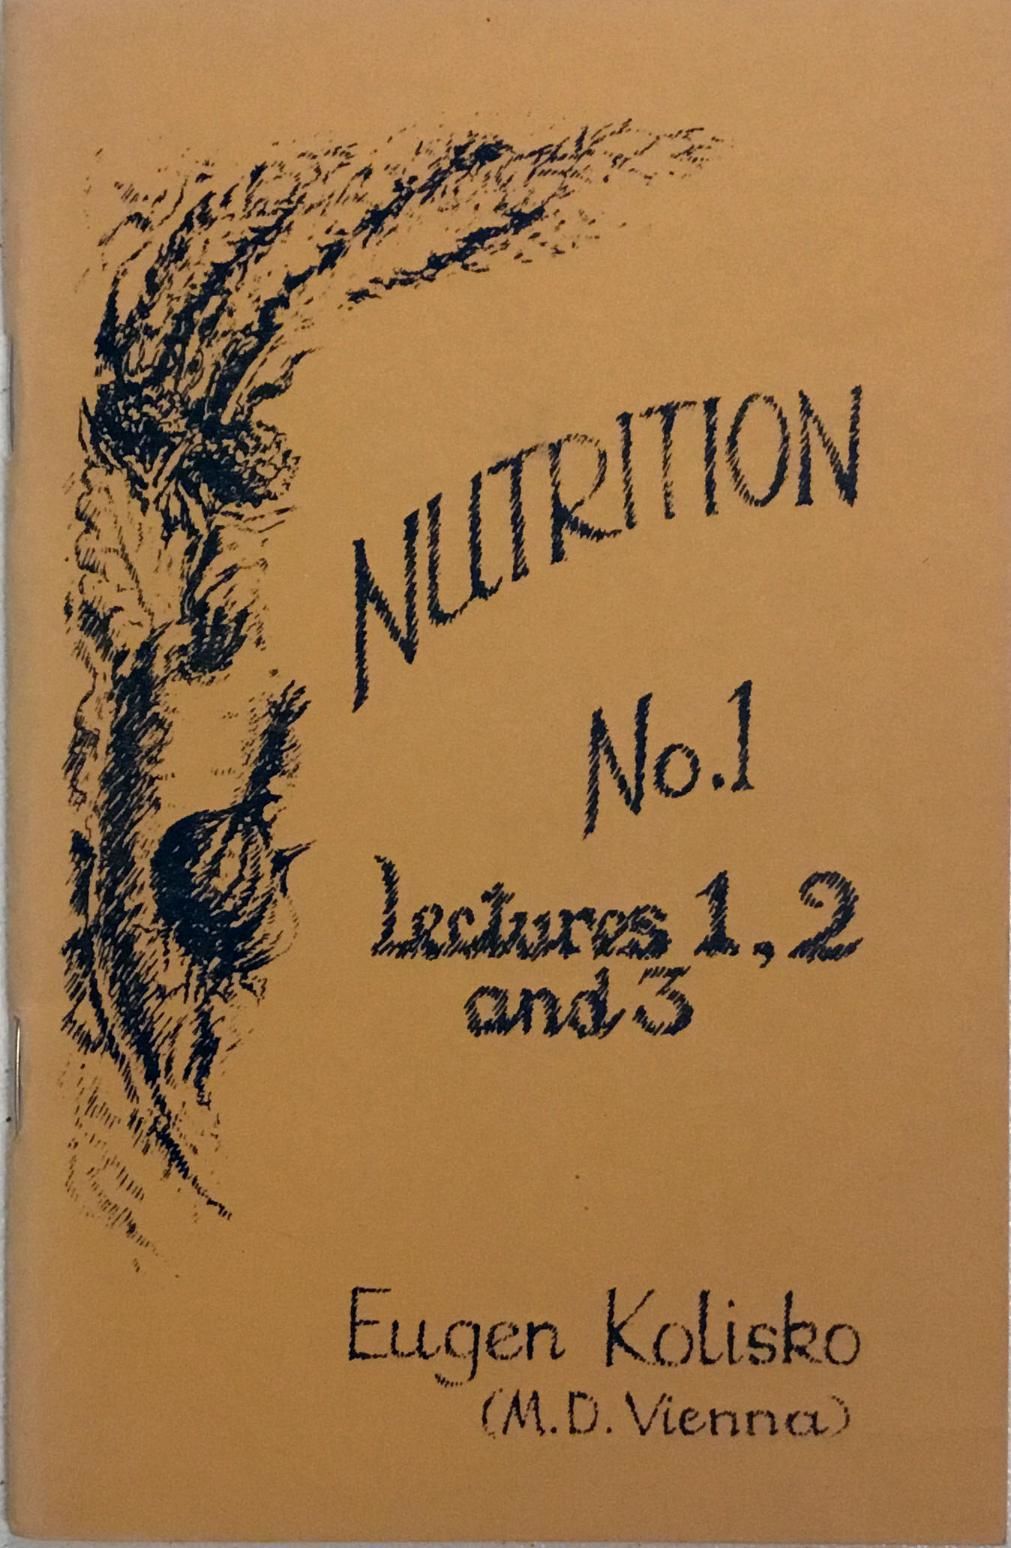 NUTRITION
No.1
Lectures 1, 2
and 3
Eugen Kolisko
(M.D. Vienna)